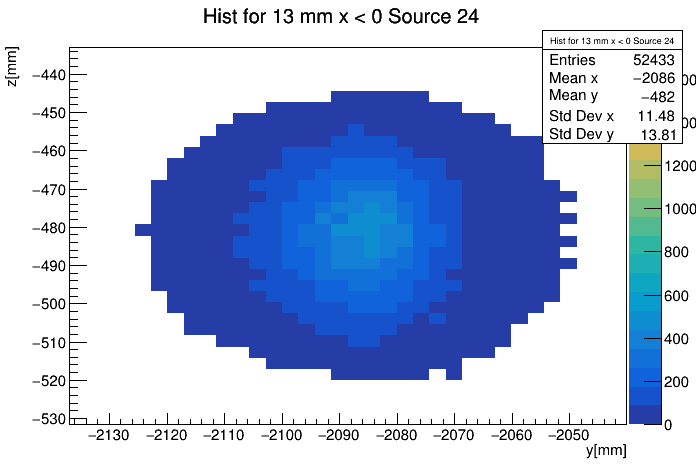 Hist for 13 mm x < 0 Source 24
Hist for 13 mm x < 0 Source 24
Entries 52433
Mean x −2086
Mean y −482
Std Dev x 11.48
Std Dev y 13.81
z[mm]
−440
−450
−460
−470
−480
−490
−500
−510
−520
−530
1200
1000
800
600
400
200
0
−2130 −2120 −2110 −2100 −2090 −2080 −2070 −2060 −2050
y[mm]